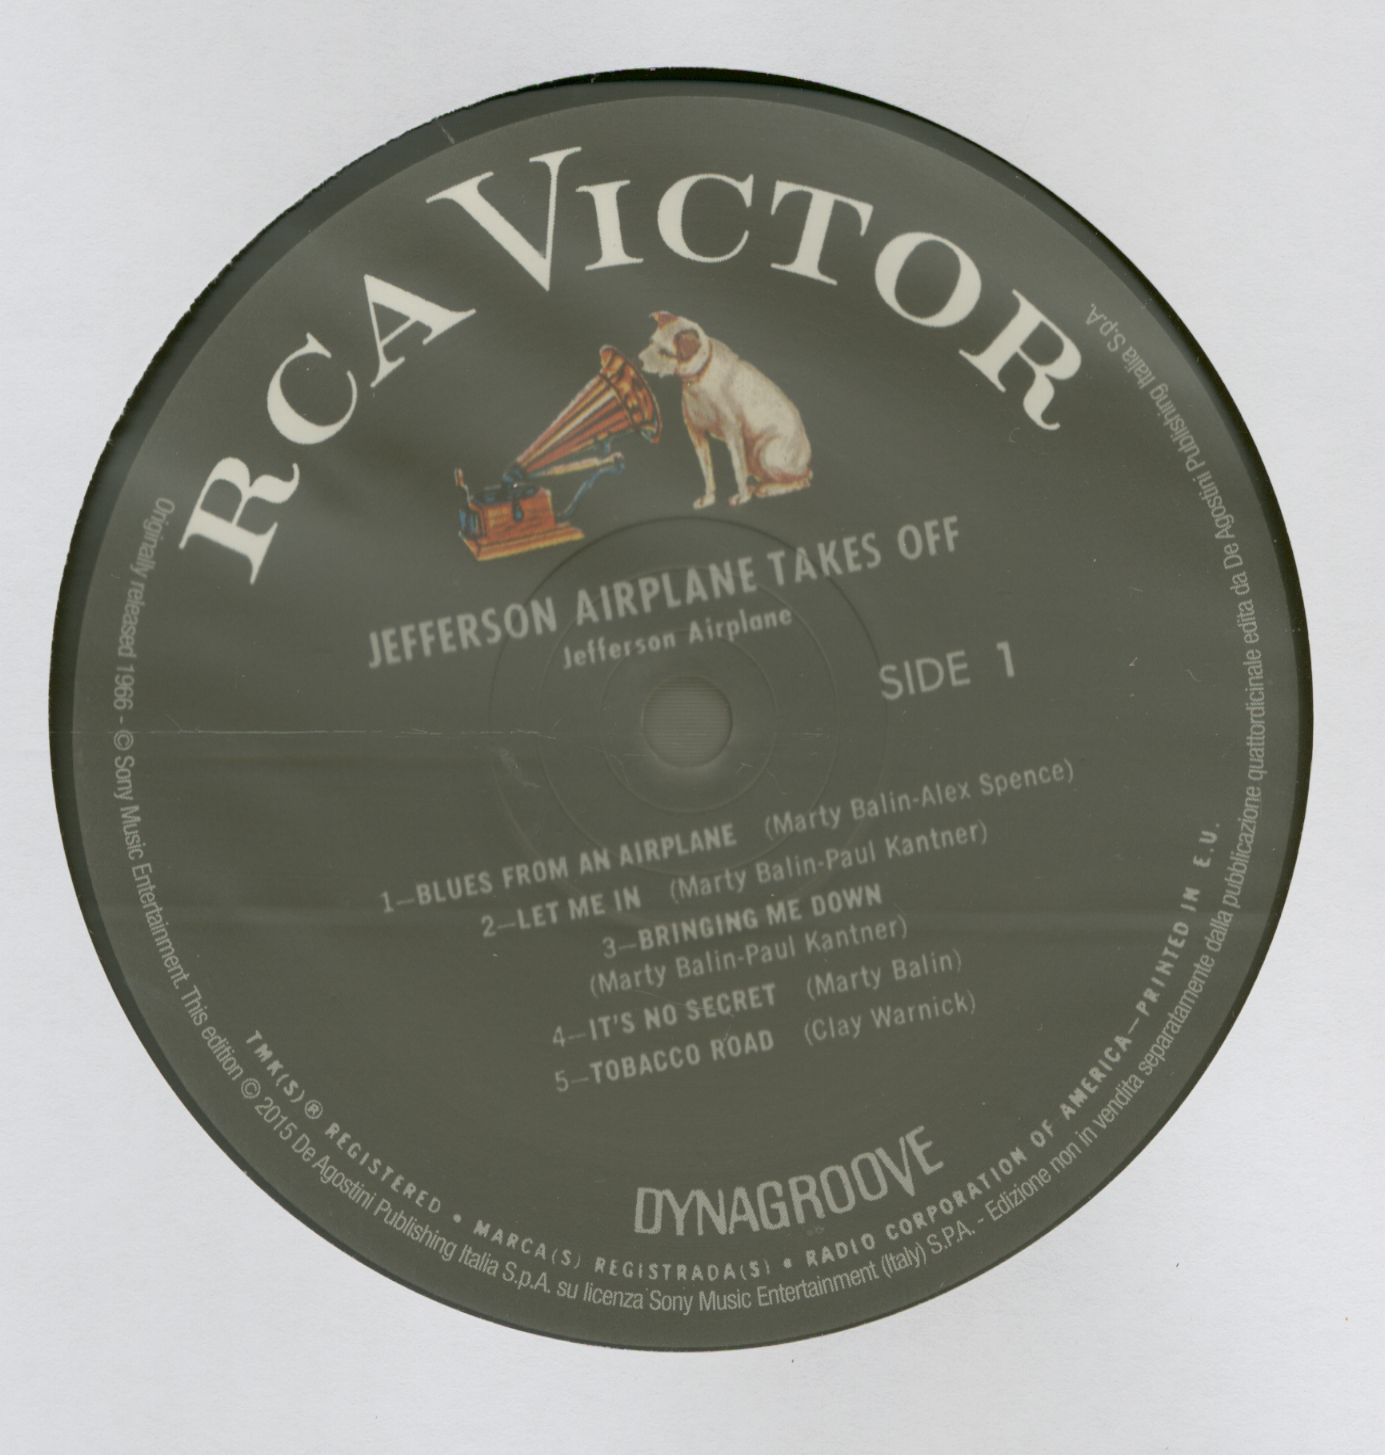 RCA VICTOR
JEFFERSON AIRPLANE TAKES OFF
Jefferson Airplane
SIDE 1
1—BLUES FROM AN AIRPLANE (Marty Balin-Alex Spence)
2—LET ME IN (Marty Balin-Paul Kantner)
3—BRINGING ME DOWN
(Marty Balin-Paul Kantner)
4—IT'S NO SECRET (Marty Balin)
5—TOBACCO ROAD (Clay Warnick)
DYNAGROOVE
TMK(S) ® REGISTERED • MARCA(S) REGISTRADA(S) • RADIO CORPORATION OF AMERICA—PRINTED IN E.U.
Originally released 1966 - © Sony Music Entertainment. This edition © 2015 De Agostini Publishing Italia S.p.A. su licenza Sony Music Entertainment (Italy) S.P.A. - Edizione non in vendita separatamente dalla pubblicazione quattordicinale edita da De Agostini Publishing Italia S.p.A.